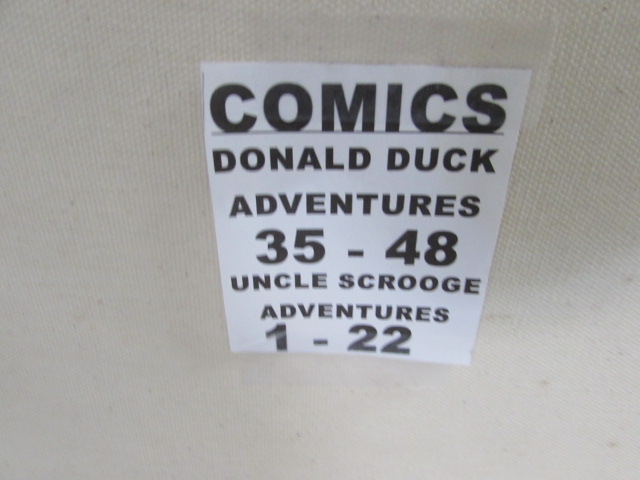 COMICS
DONALD DUCK
ADVENTURES
35 - 48
UNCLE SCROOGE
ADVENTURES
1 - 22